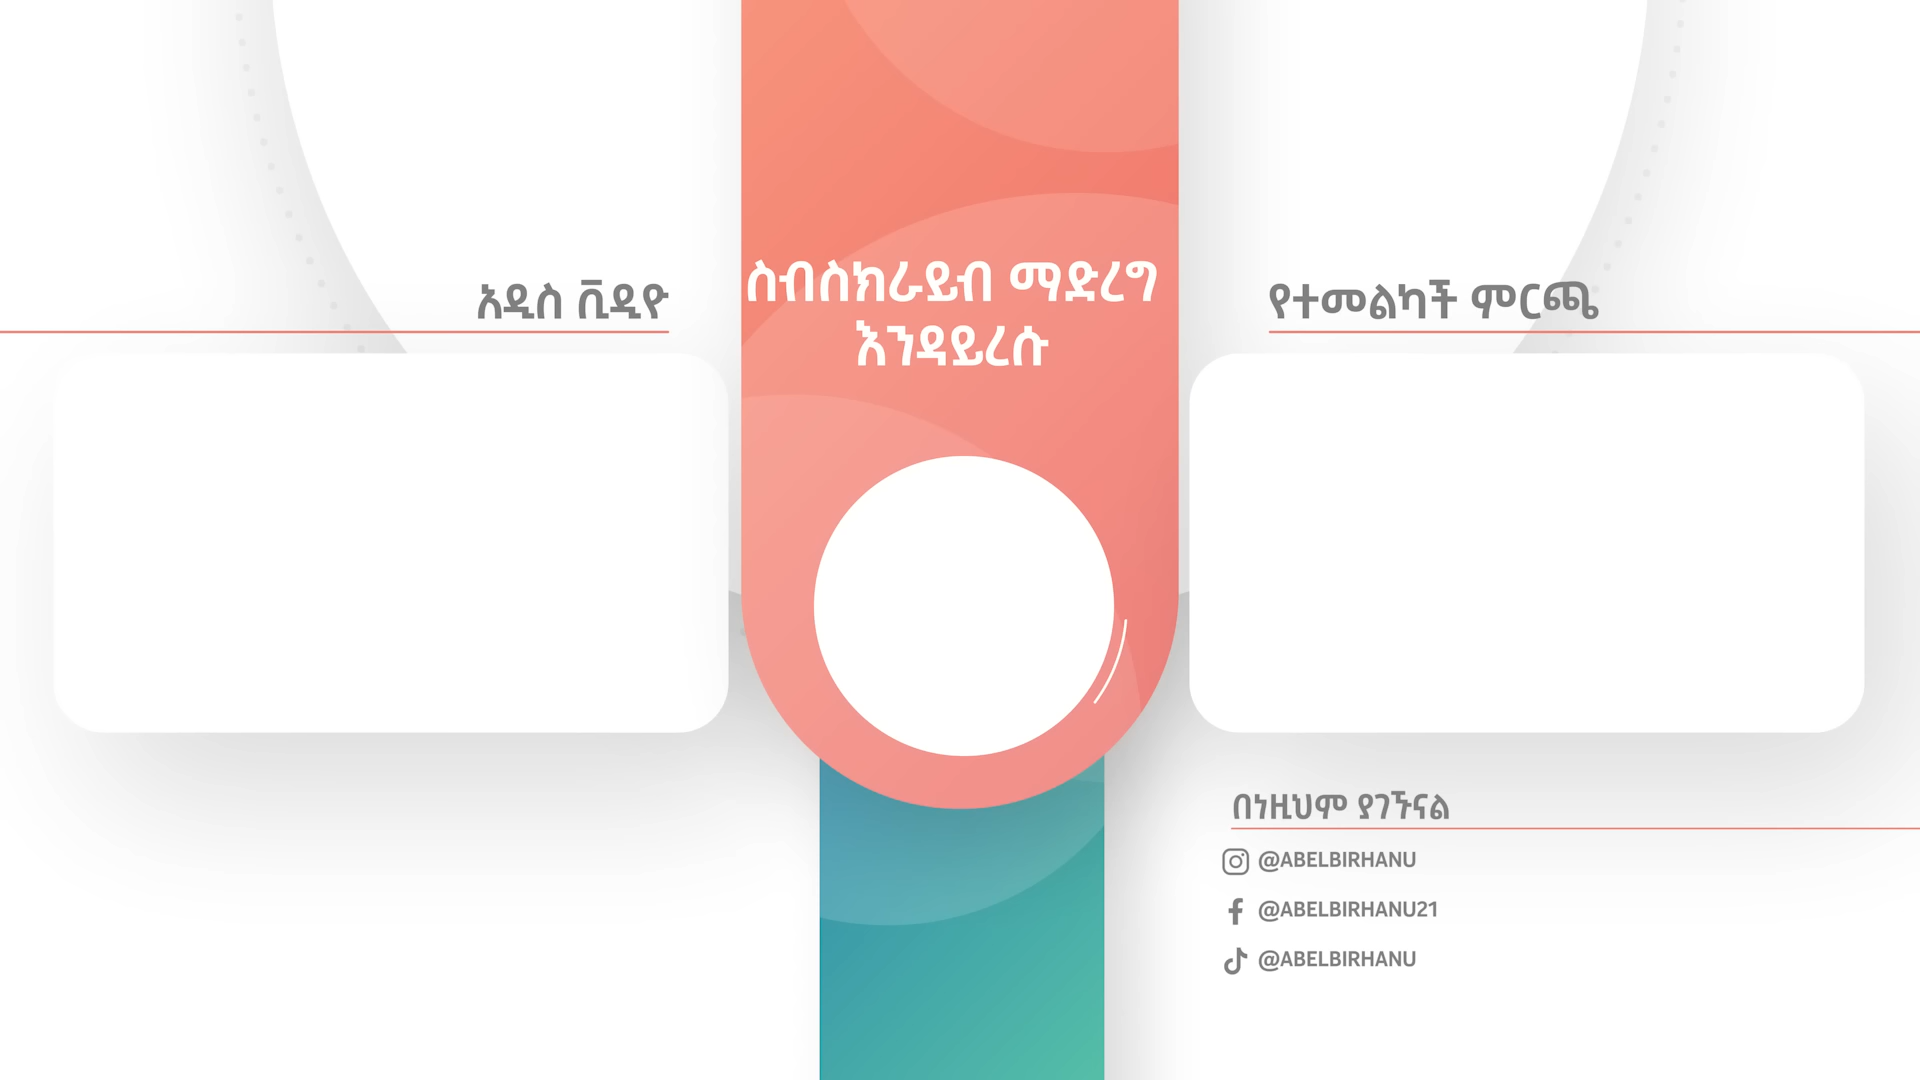 አዲስ ቪዲዮ
ስብስክራይብ ማድረግ
እንዳይረሱ
የተመልካች ምርጫ
በነዚህም ያገኙናል
@ABELBIRHANU
@ABELBIRHANU21
@ABELBIRHANU